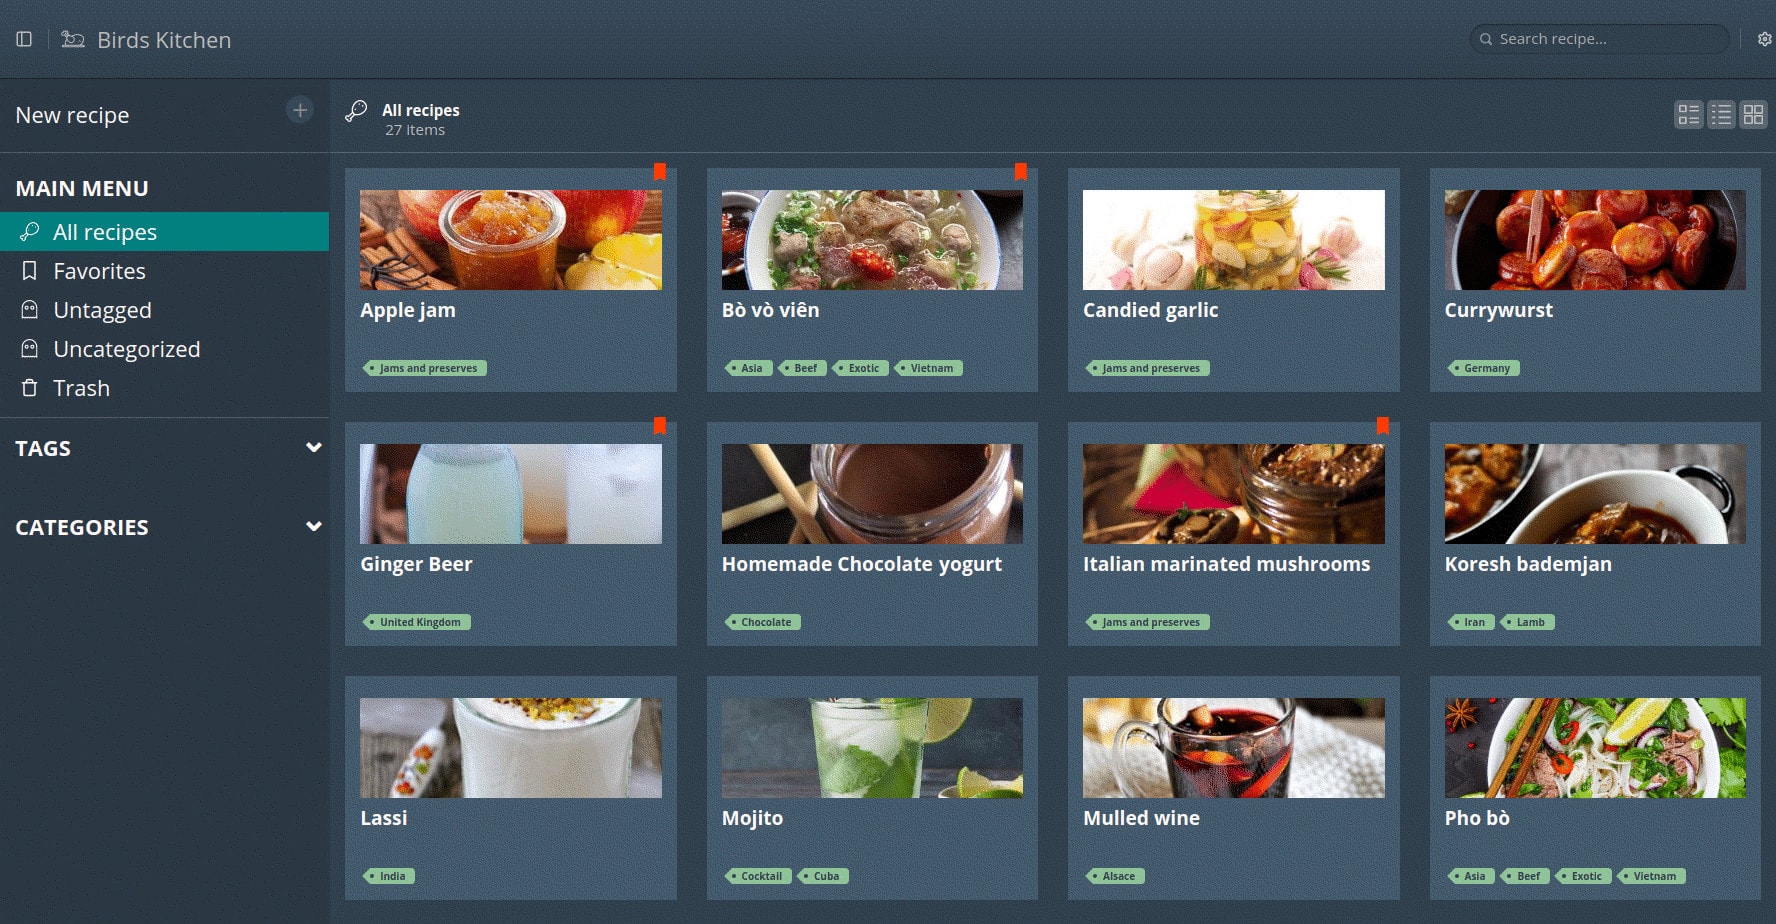 Birds Kitchen
Search recipe...
New recipe
All recipes
27 items
MAIN MENU
All recipes
Favorites
Untagged
Uncategorized
Trash
TAGS
CATEGORIES
Apple jam
Jams and preserves
Bò vò viên
Asia Beef Exotic Vietnam
Candied garlic
Jams and preserves
Currywurst
Germany
Ginger Beer
United Kingdom
Homemade Chocolate yogurt
Chocolate
Italian marinated mushrooms
Jams and preserves
Koresh bademjan
Iran Lamb
Lassi
India
Mojito
Cocktail Cuba
Mulled wine
Alsace
Pho bò
Asia Beef Exotic Vietnam